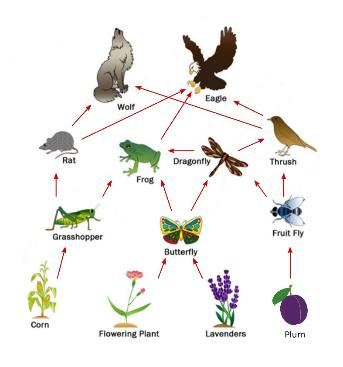 Wolf
Eagle
Rat
Frog
Dragonfly
Thrush
Grasshopper
Butterfly
Fruit Fly
Corn
Flowering Plant
Lavenders
Plum